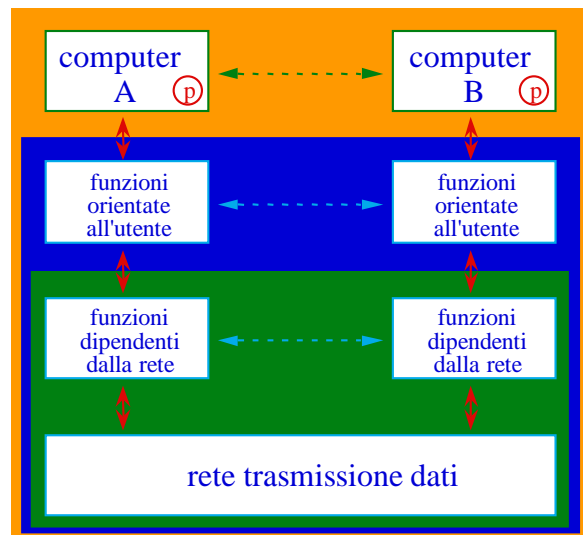 computer
A p
computer
B p
funzioni
orientate
all'utente
funzioni
orientate
all'utente
funzioni
dipendenti
dalla rete
funzioni
dipendenti
dalla rete
rete trasmissione dati